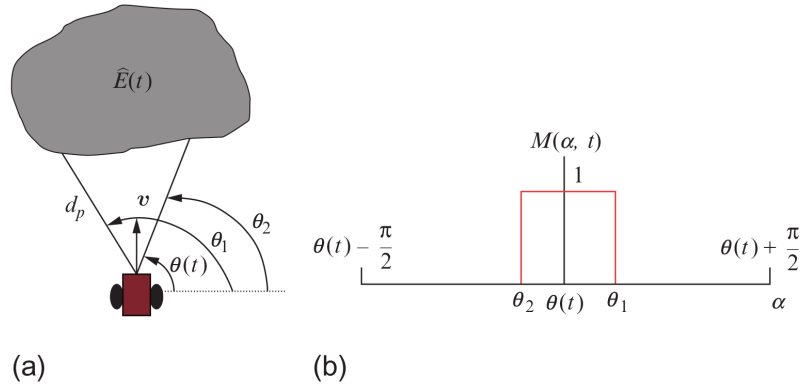 Ê(t)
d_p
v
θ_2
θ_1
θ(t)
(a)
M(α, t)
1
θ(t) – π/2
θ(t) + π/2
θ_2 θ(t) θ_1 α
(b)